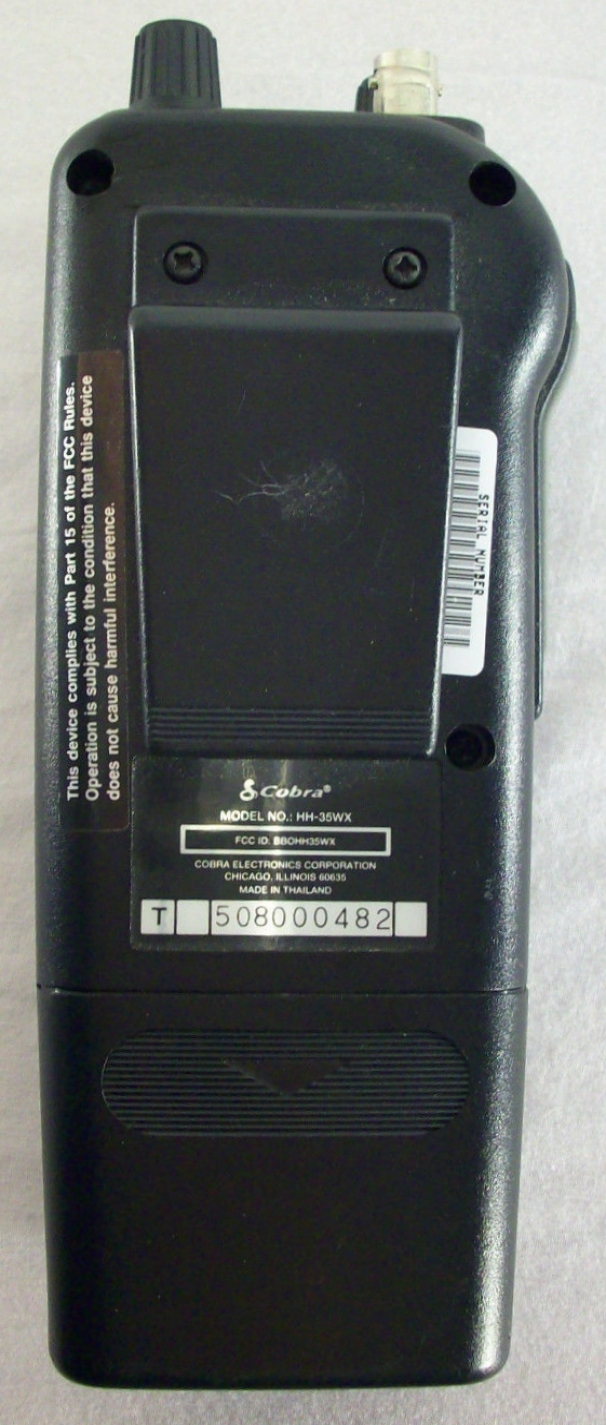 This device complies with Part 15 of the FCC Rules.
Operation is subject to the condition that this device
does not cause harmful interference.
SERIAL NUMBER
Cobra®
MODEL NO.: HH-35WX
FCC ID: BBOHH35WX
COBRA ELECTRONICS CORPORATION
CHICAGO, ILLINOIS 60635
MADE IN THAILAND
T 508000482